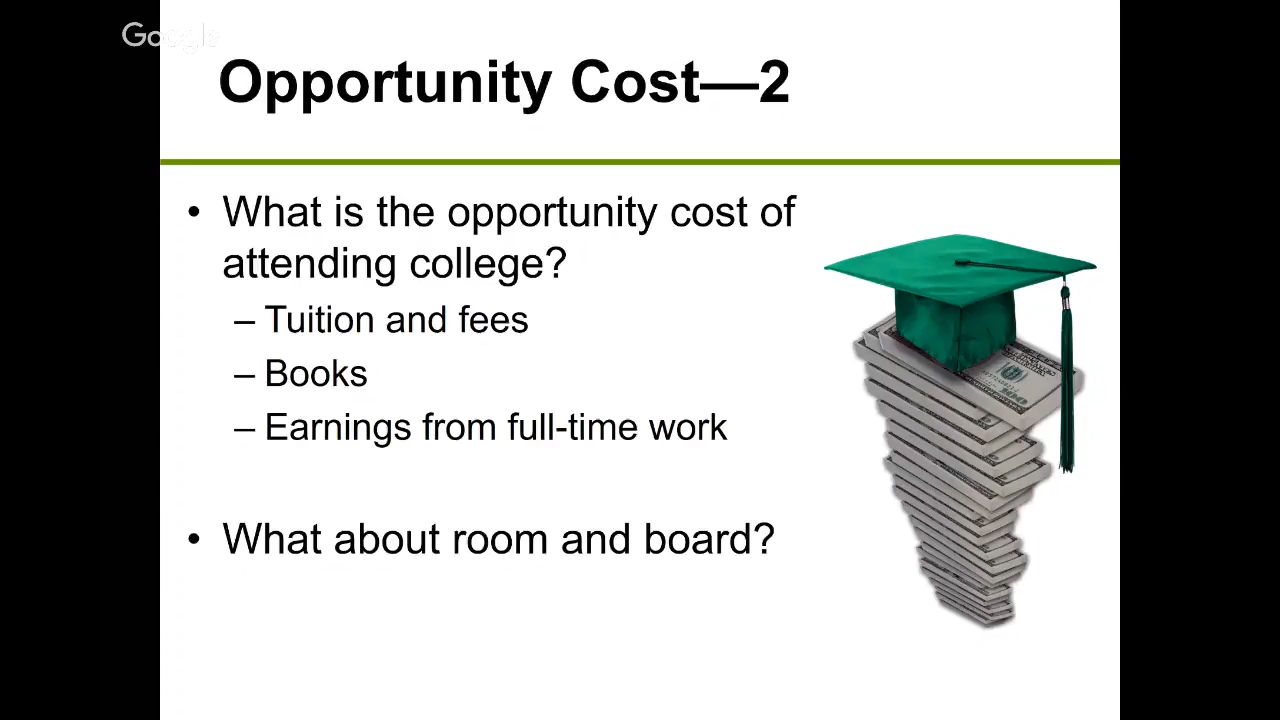 Google
Opportunity Cost—2
• What is the opportunity cost of
attending college?
– Tuition and fees
– Books
– Earnings from full-time work
• What about room and board?